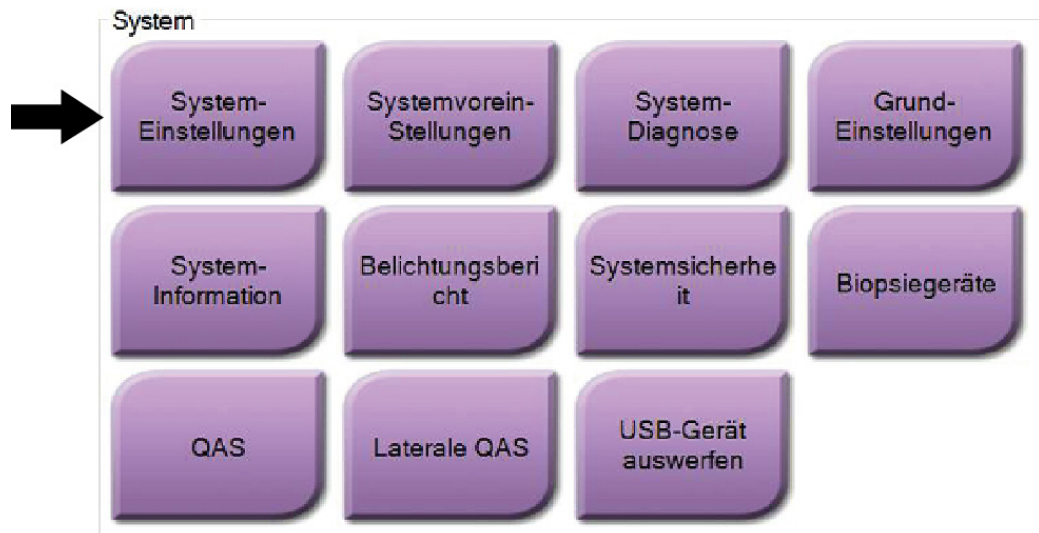 System
System-
Einstellungen
Systemvorein-
Stellungen
System-
Diagnose
Grund-
Einstellungen
System-
Information
Belichtungsberi
cht
Systemsicherhe
it
Biopsiegeräte
QAS
Laterale QAS
USB-Gerät
auswerfen